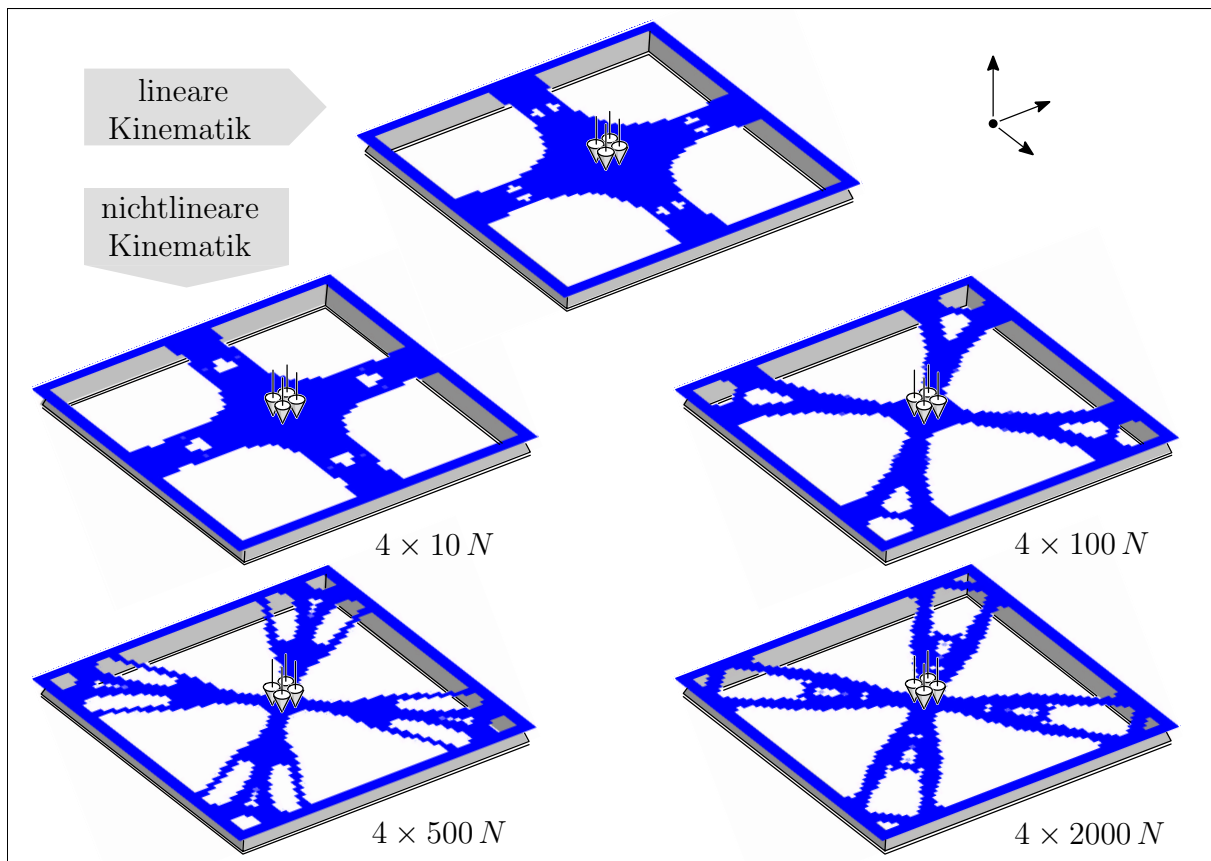 lineare
Kinematik
nichtlineare
Kinematik
4 × 10 N
4 × 100 N
4 × 500 N
4 × 2000 N